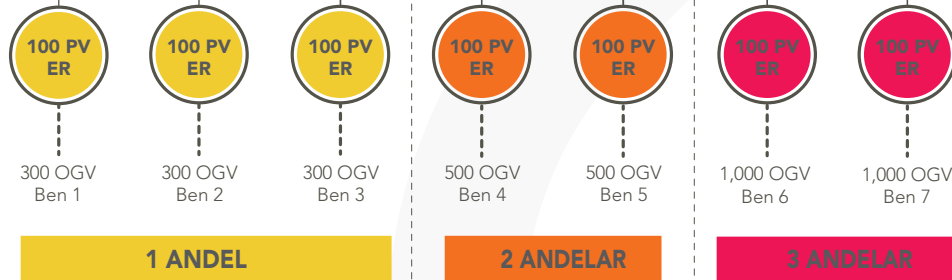 100 PV
ER
100 PV
ER
100 PV
ER
100 PV
ER
100 PV
ER
100 PV
ER
100 PV
ER
300 OGV
Ben 1
300 OGV
Ben 2
300 OGV
Ben 3
500 OGV
Ben 4
500 OGV
Ben 5
1,000 OGV
Ben 6
1,000 OGV
Ben 7
1 ANDEL
2 ANDELAR
3 ANDELAR